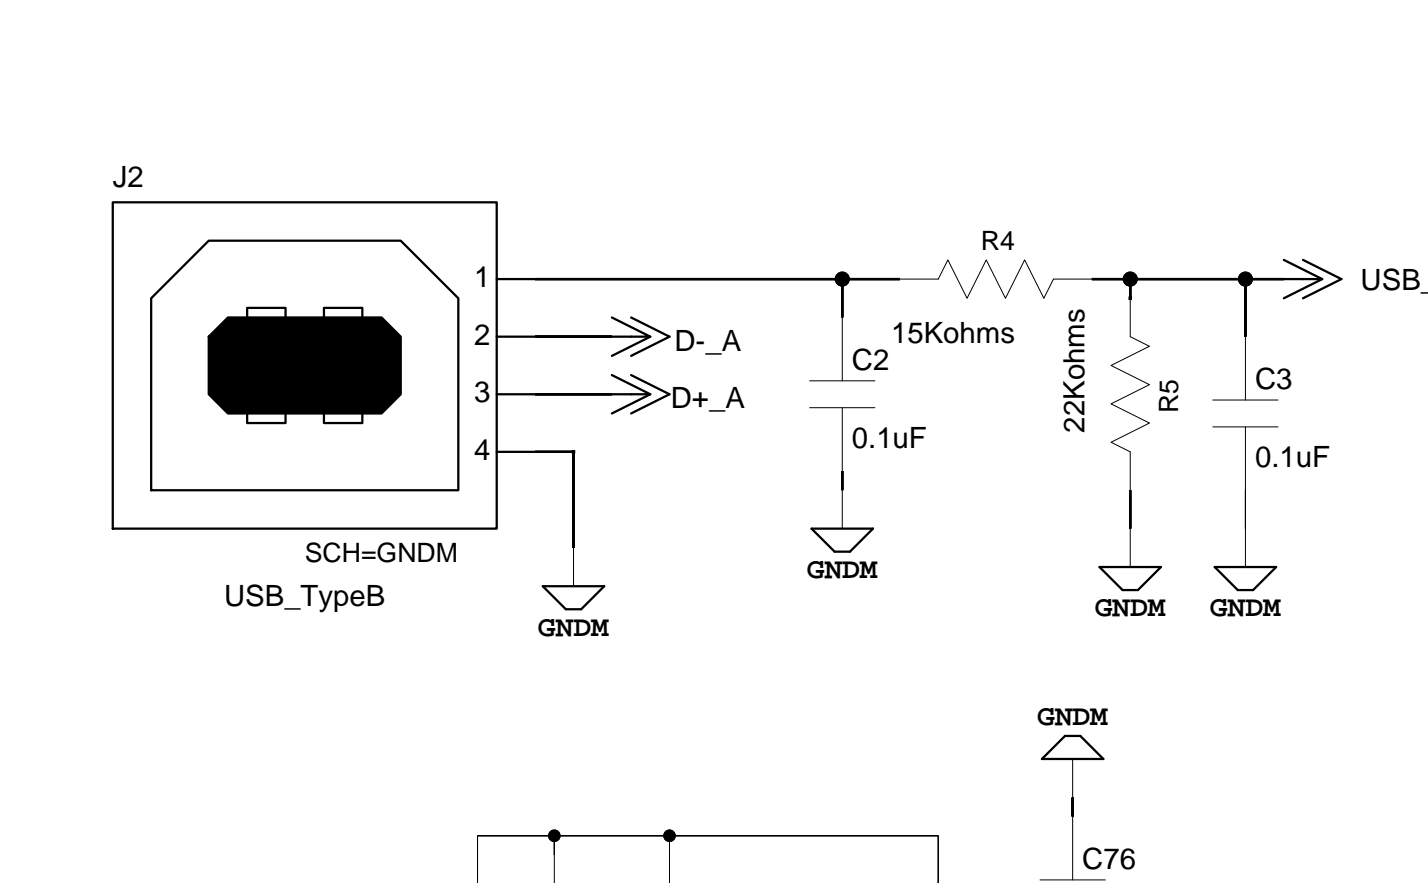 J2
R4
1
USB_
15Kohms
2
D-_A
22Kohms
C2
C3
3
D+_A
R5
0.1uF
4
0.1uF
SCH=GNDM
GNDM
USB_TypeB
GNDM
GNDM
GNDM
GNDM
C76